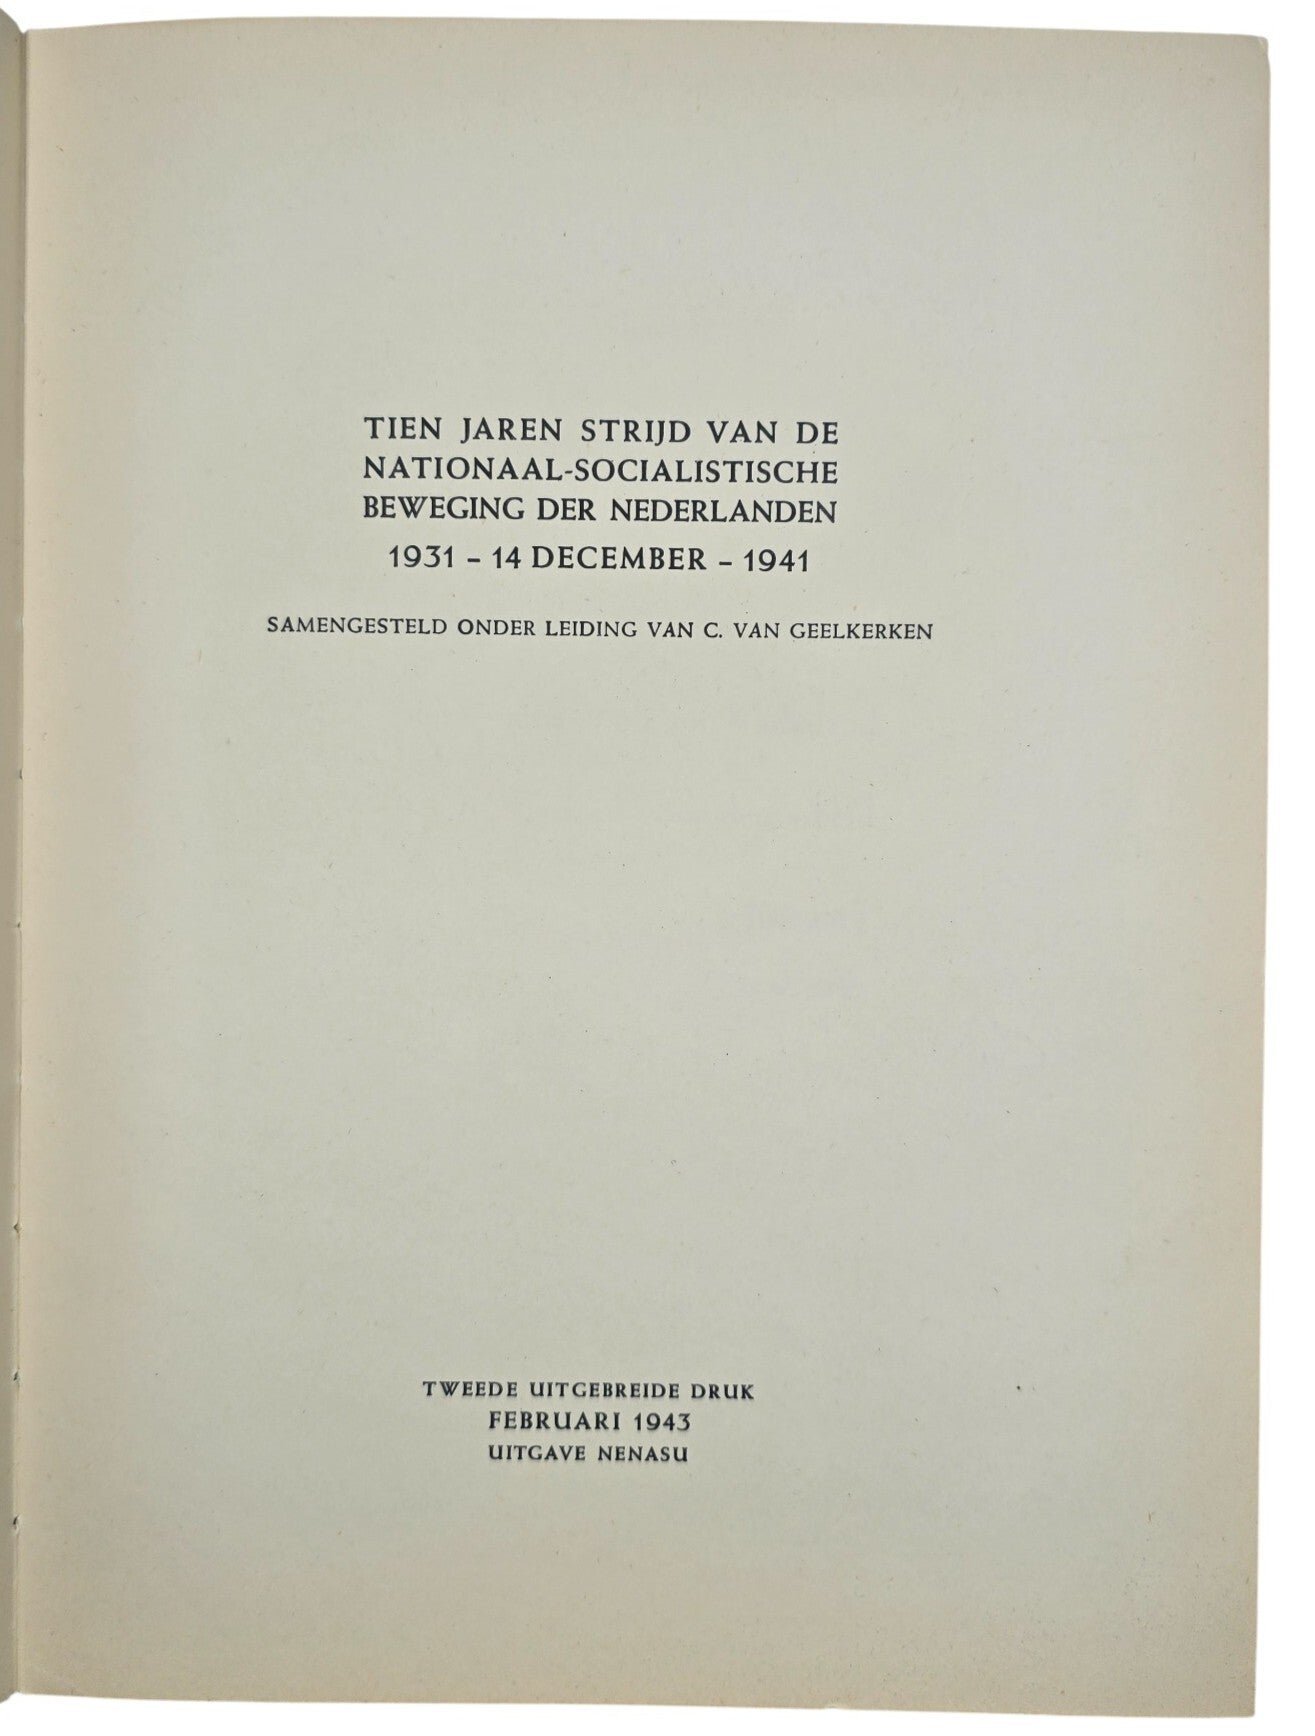 TIEN JAREN STRIJD VAN DE
NATIONAAL-SOCIALISTISCHE
BEWEGING DER NEDERLANDEN
1931 – 14 DECEMBER – 1941
SAMENGESTELD ONDER LEIDING VAN C. VAN GEELKERKEN
TWEEDE UITGEBREIDE DRUK
FEBRUARI 1943
UITGAVE NENASU